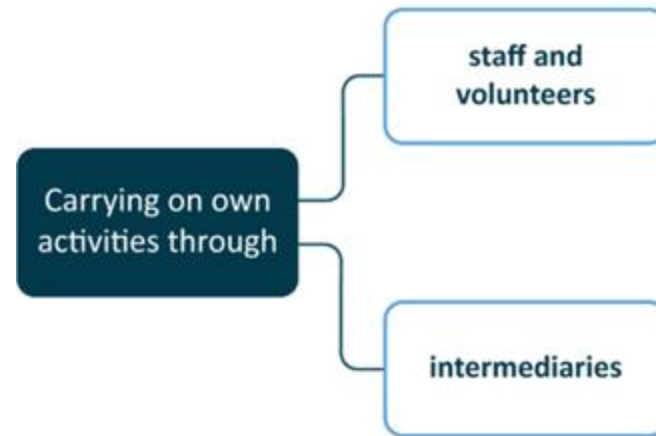 Carrying on own
activities through
staff and
volunteers
intermediaries